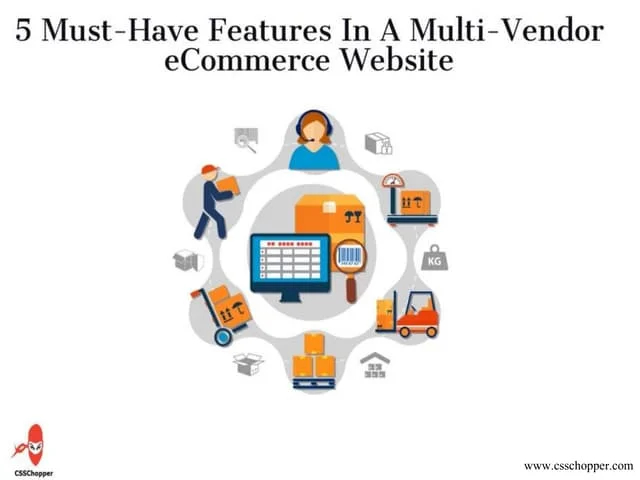 5 Must-Have Features In A Multi-Vendor
eCommerce Website
KG
CSSChopper
www.csschopper.com